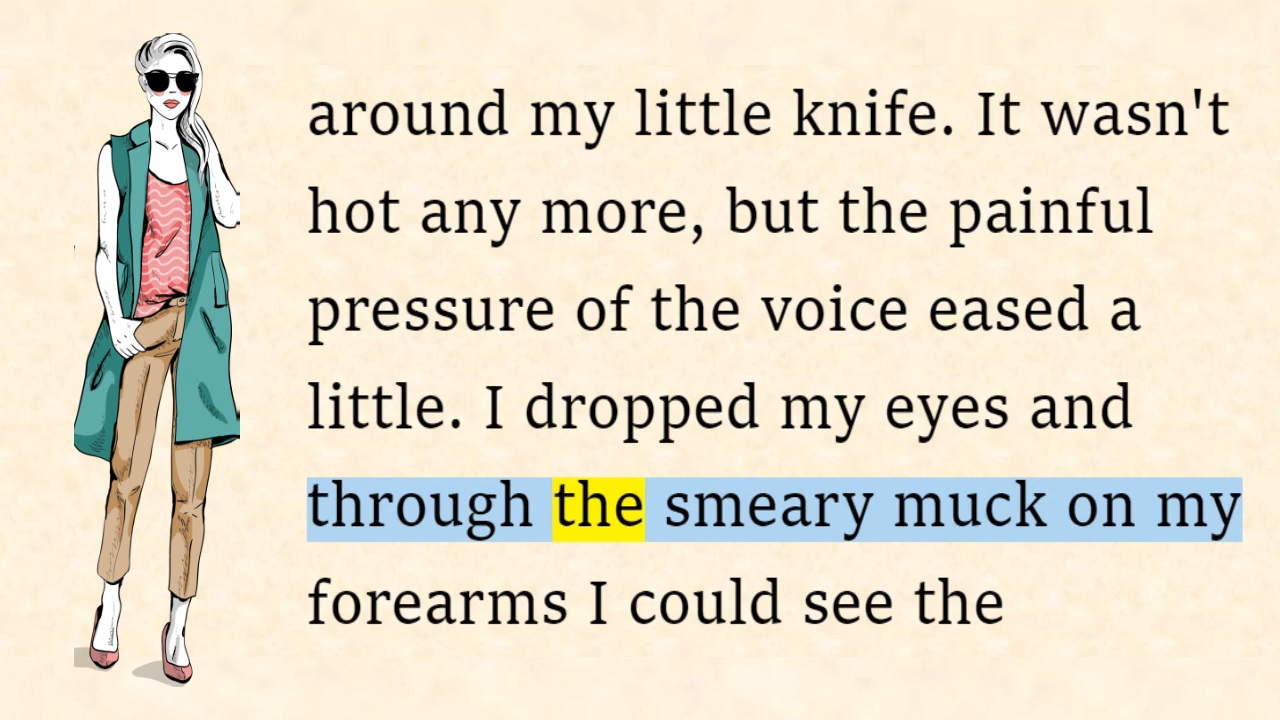 around my little knife. It wasn't
hot any more, but the painful
pressure of the voice eased a
little. I dropped my eyes and
through the smeary muck on my
forearms I could see the